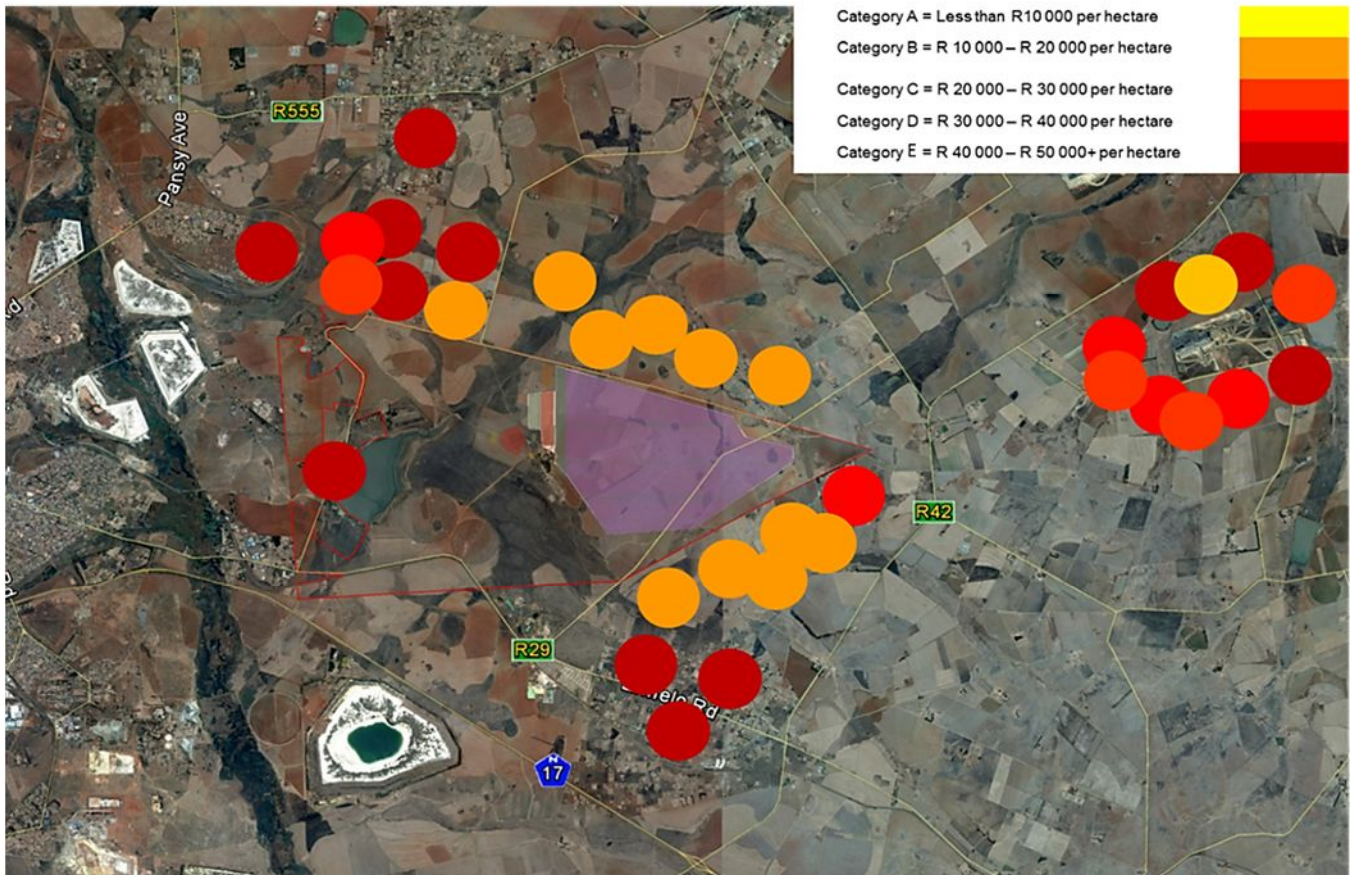 Category A = Less than R10 000 per hectare
Category B = R 10 000 – R 20 000 per hectare
Category C = R 20 000 – R 30 000 per hectare
Category D = R 30 000 – R 40 000 per hectare
Category E = R 40 000 – R 50 000+ per hectare
R555
Pansy Ave
R42
R29
Rd
N
17